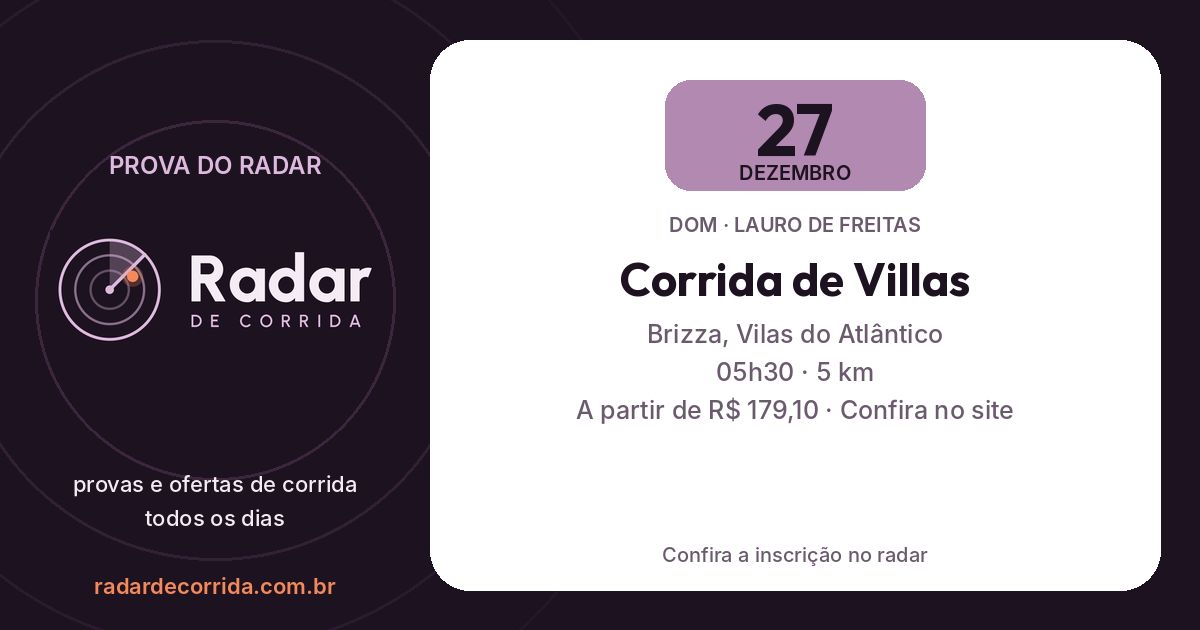 PROVA DO RADAR
Radar
DE CORRIDA
provas e ofertas de corrida
todos os dias
radardecorrida.com.br
27
DEZEMBRO
DOM · LAURO DE FREITAS
Corrida de Villas
Brizza, Vilas do Atlântico
05h30 · 5 km
A partir de R$ 179,10 · Confira no site
Confira a inscrição no radar